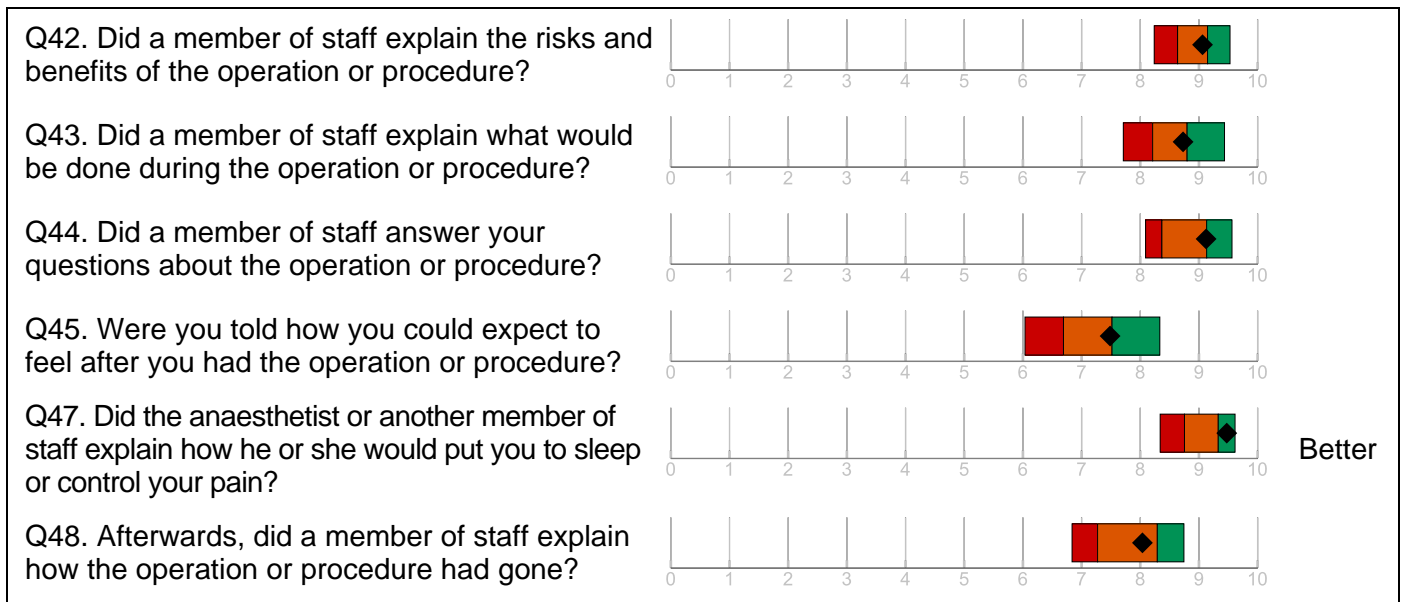 Q42. Did a member of staff explain the risks and
benefits of the operation or procedure?
0 1 2 3 4 5 6 7 8 9 10
Q43. Did a member of staff explain what would
be done during the operation or procedure?
0 1 2 3 4 5 6 7 8 9 10
Q44. Did a member of staff answer your
questions about the operation or procedure?
0 1 2 3 4 5 6 7 8 9 10
Q45. Were you told how you could expect to
feel after you had the operation or procedure?
0 1 2 3 4 5 6 7 8 9 10
Q47. Did the anaesthetist or another member of
staff explain how he or she would put you to sleep
or control your pain?
0 1 2 3 4 5 6 7 8 9 10
Better
Q48. Afterwards, did a member of staff explain
how the operation or procedure had gone?
0 1 2 3 4 5 6 7 8 9 10